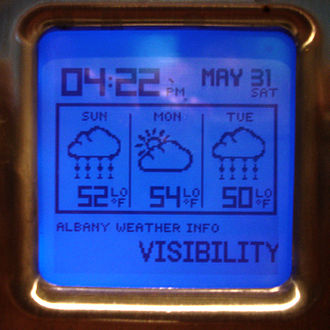 04:22 PM MAY 31 SAT
SUN MON TUE
52 LO °F 54 LO °F 50 LO °F
ALBANY WEATHER INFO
VISIBILITY